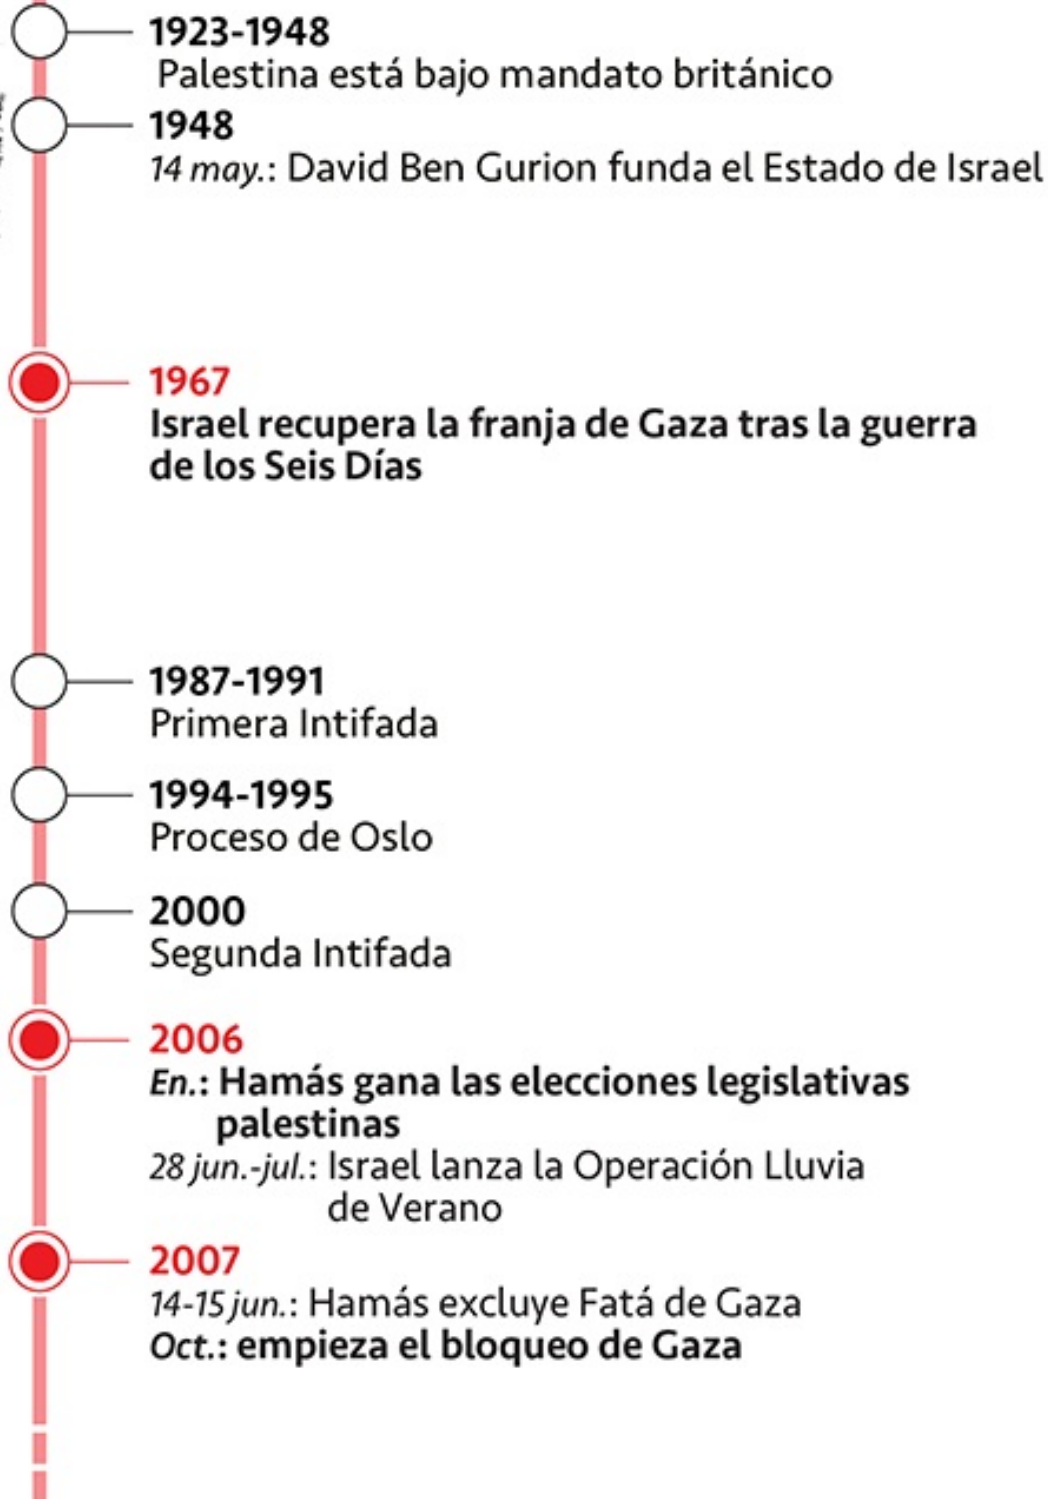 1923-1948
Palestina está bajo mandato británico
1948
14 may.: David Ben Gurion funda el Estado de Israel
1967
Israel recupera la franja de Gaza tras la guerra
de los Seis Días
1987-1991
Primera Intifada
1994-1995
Proceso de Oslo
2000
Segunda Intifada
2006
En.: Hamás gana las elecciones legislativas
palestinas
28 jun.-jul.: Israel lanza la Operación Lluvia
de Verano
2007
14-15 jun.: Hamás excluye Fatá de Gaza
Oct.: empieza el bloqueo de Gaza